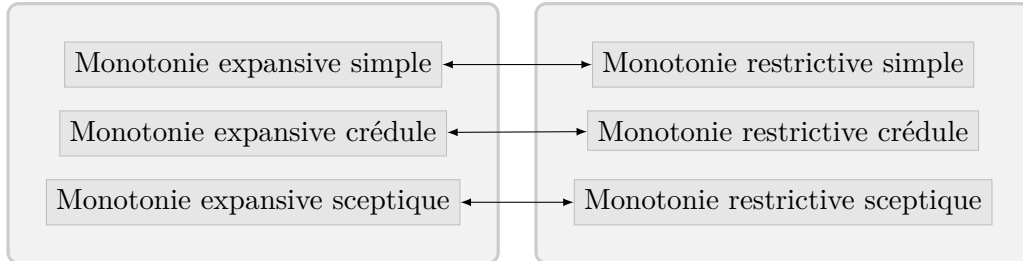 Monotonie expansive simple
Monotonie restrictive simple
Monotonie expansive crédule
Monotonie restrictive crédule
Monotonie expansive sceptique
Monotonie restrictive sceptique